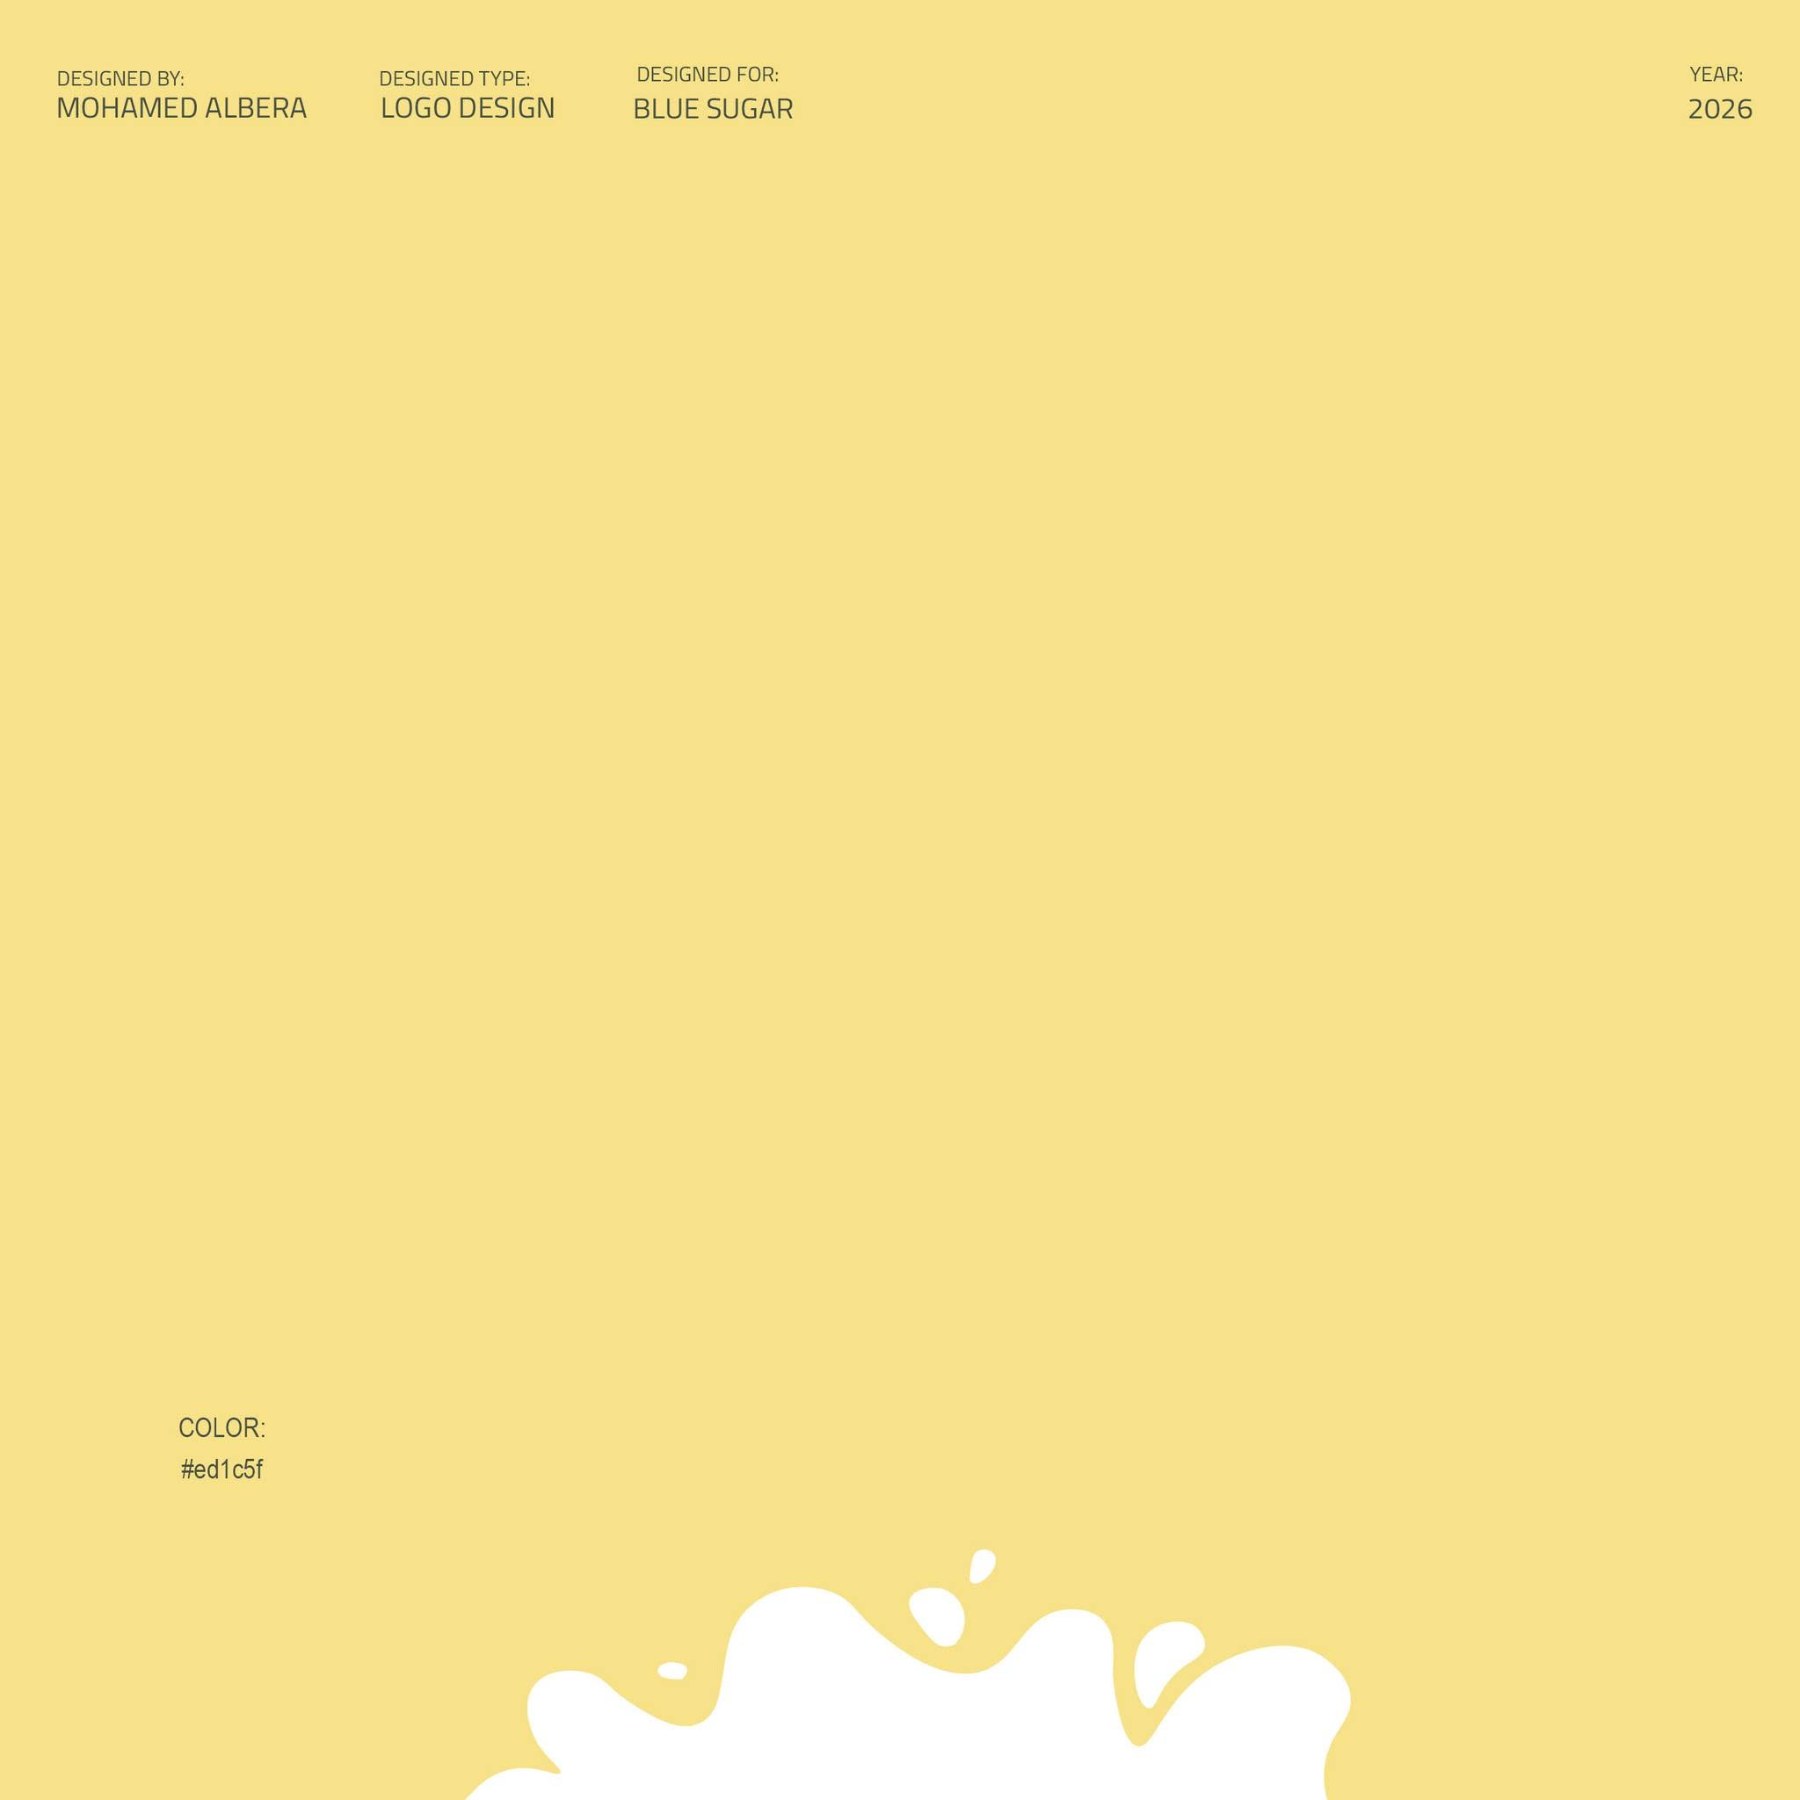 DESIGNED BY:
MOHAMED ALBERA
DESIGNED TYPE:
LOGO DESIGN
DESIGNED FOR:
BLUE SUGAR
YEAR:
2026
COLOR:
#ed1c5f